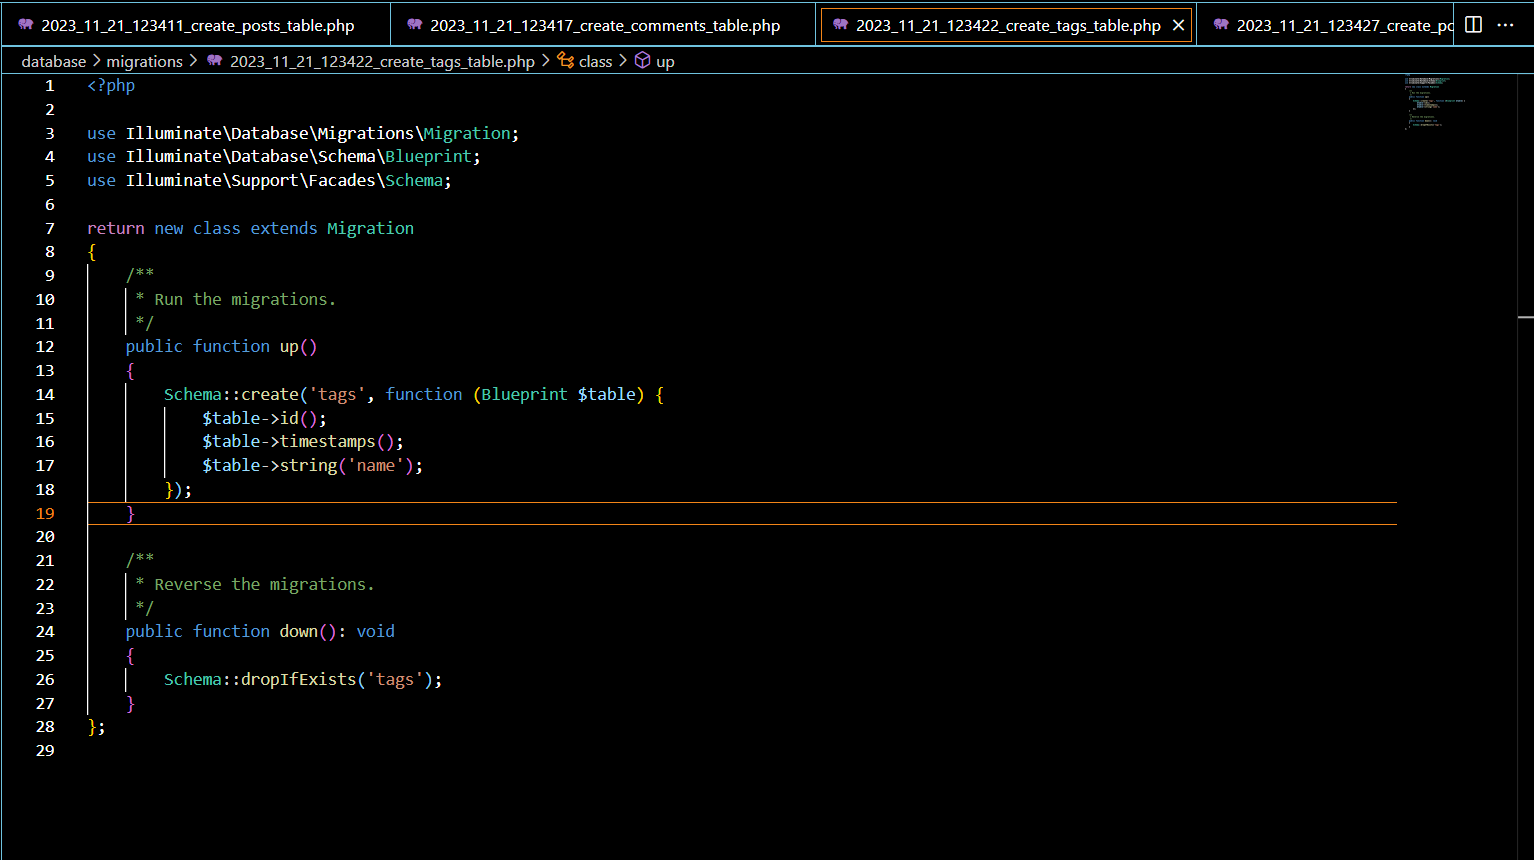 2023_11_21_123411_create_posts_table.php 2023_11_21_123417_create_comments_table.php 2023_11_21_123422_create_tags_table.php 2023_11_21_123427_create_pc
database > migrations > 2023_11_21_123422_create_tags_table.php > class > up
1 <?php
2
3 use Illuminate\Database\Migrations\Migration;
4 use Illuminate\Database\Schema\Blueprint;
5 use Illuminate\Support\Facades\Schema;
6
7 return new class extends Migration
8 {
9     /**
10      * Run the migrations.
11      */
12     public function up()
13     {
14         Schema::create('tags', function (Blueprint $table) {
15             $table->id();
16             $table->timestamps();
17             $table->string('name');
18         });
19     }
20
21     /**
22      * Reverse the migrations.
23      */
24     public function down(): void
25     {
26         Schema::dropIfExists('tags');
27     }
28 };
29